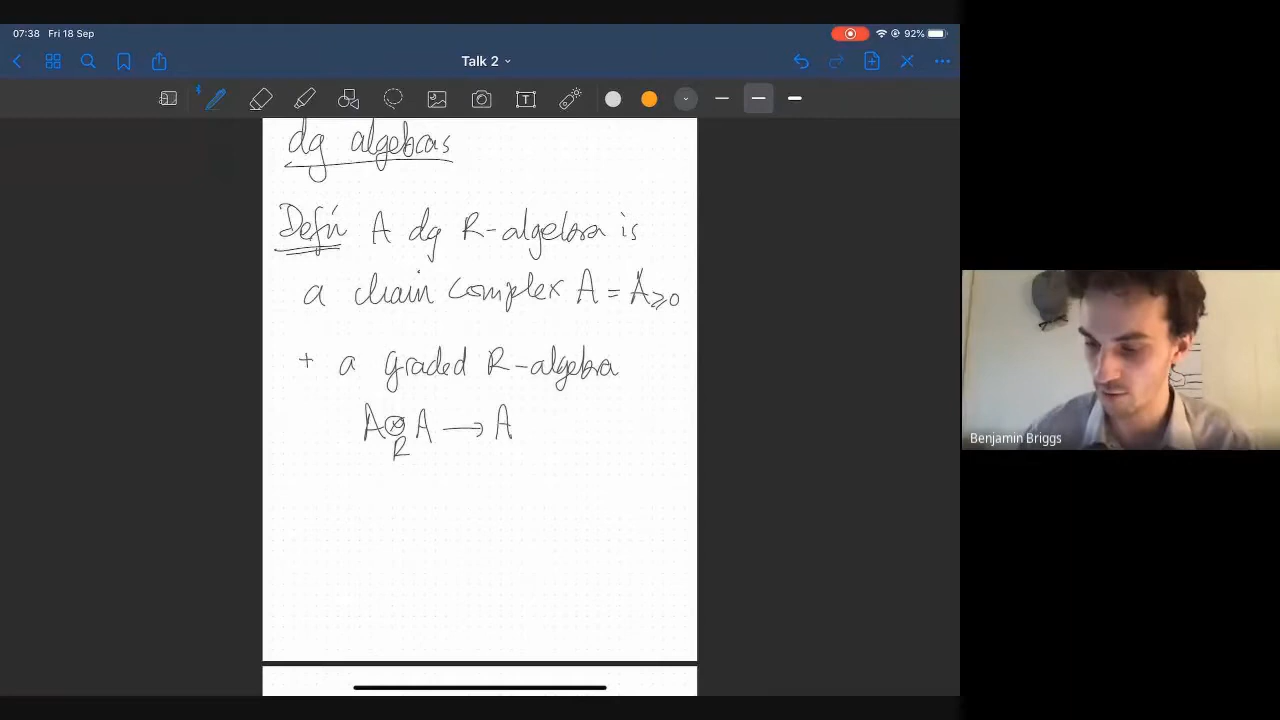 07:38 Fri 18 Sep
92%
Talk 2
T
dg algebras
Defn A dg R-algebra is
a chain complex A = A≥0
+ a graded R-algebra
A ⊗ A → A
R
Benjamin Briggs